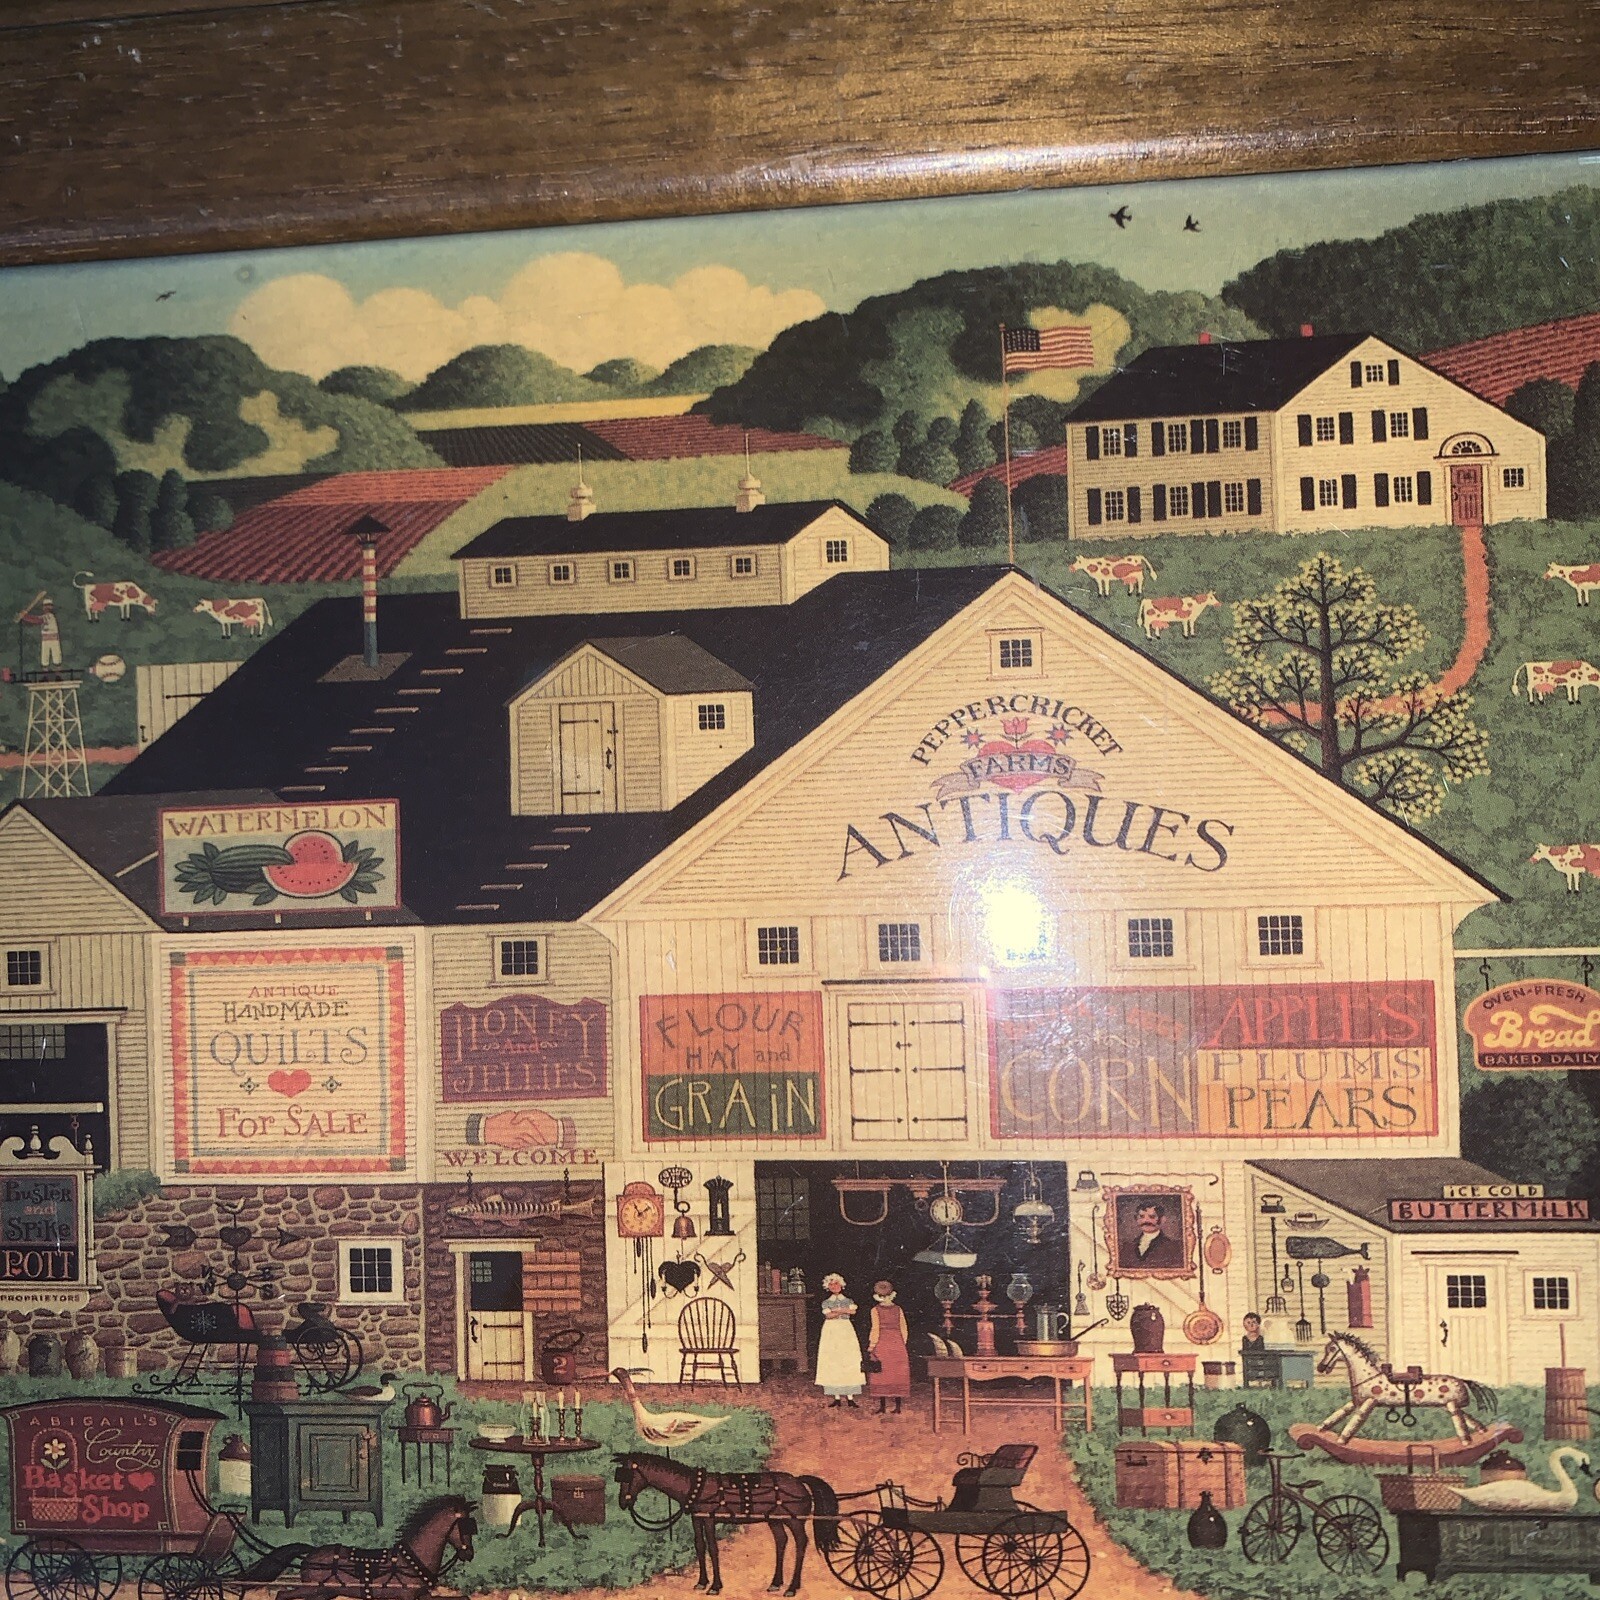 PEPPERCRICKET
FARMS
ANTIQUES
WATERMELON
ANTIQUE
HANDMADE
QUILTS
For SALE
HONEY
And
JELLIES
WELCOME
FLOUR
HAY and
GRAiN
CORN
APPLES
PLUMS
PEARS
OVEN-FRESH
Bread
BAKED DAILY
iCE COLD
BUTTERMiLK
Buster
and
Spike
POTT
PROPRIETORS
W E
S
2
ABIGAIL'S
Country
Basket
Shop